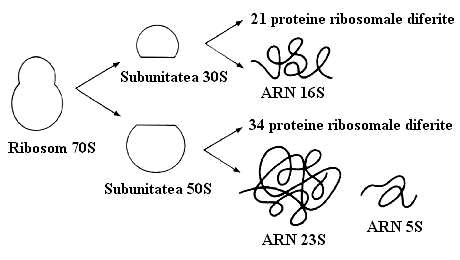 21 proteine ribosomale diferite
Subunitatea 30S
ARN 16S
Ribosom 70S
34 proteine ribosomale diferite
Subunitatea 50S
ARN 23S
ARN 5S